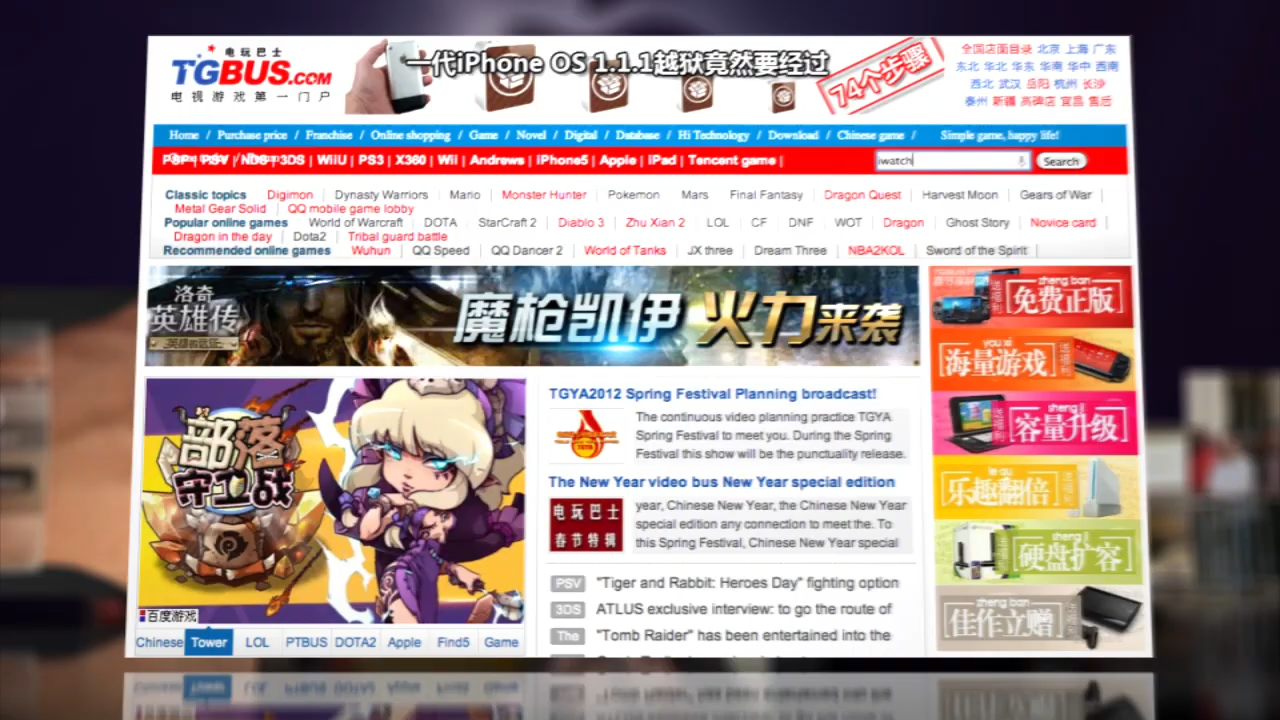 电玩巴士
TGBUS.COM
电视游戏第一门户
一代iPhone OS 1.1.1越狱竟然要经过
74个步骤
全国店面目录 北京 上海 广东
东北 华北 华东 华南 华中 西南
西北 武汉 岳阳 杭州 长沙
泰州 新疆 高碑店 宜昌 售后
Home / Purchase price / Franchise / Online shopping / Game / Novel / Digital / Database / Hi Technology / Download / Chinese game / Simple game, happy life!
PSP | PSV | NDS 3DS | WiiU | PS3 | X360 | Wii | Andrews | iPhone5 | Apple | iPad | Tencent game |
iwatch
Search
Classic topics Digimon | Dynasty Warriors | Mario | Monster Hunter | Pokemon | Mars | Final Fantasy | Dragon Quest | Harvest Moon | Gears of War |
Metal Gear Solid | QQ mobile game lobby
Popular online games World of Warcraft | DOTA | StarCraft 2 | Diablo 3 | Zhu Xian 2 | LOL | CF | DNF | WOT | Dragon | Ghost Story | Novice card |
Dragon in the day | Dota2 | Tribal guard battle
Recommended online games Wuhun | QQ Speed | QQ Dancer 2 | World of Tanks | JX three | Dream Three | NBA2KOL | Sword of the Spirit |
洛奇
英雄传
魔枪凯伊 火力来袭
zheng ban
免费正版
you xi
海量游戏
sheng ji
容量升级
le qu
乐趣翻倍
sheng ji
硬盘扩容
zheng ban
佳作立赠
部落
守卫战
百度游戏
Chinese Tower LOL PTBUS DOTA2 Apple Find5 Game
TGYA2012 Spring Festival Planning broadcast!
The continuous video planning practice TGYA
Spring Festival to meet you. During the Spring
Festival this show will be the punctuality release.
The New Year video bus New Year special edition
电玩巴士
春节特辑
year, Chinese New Year, the Chinese New Year
special edition any connection to meet the. To
this Spring Festival, Chinese New Year special
PSV "Tiger and Rabbit: Heroes Day" fighting option
3DS ATLUS exclusive interview: to go the route of
The "Tomb Raider" has been entertained into the